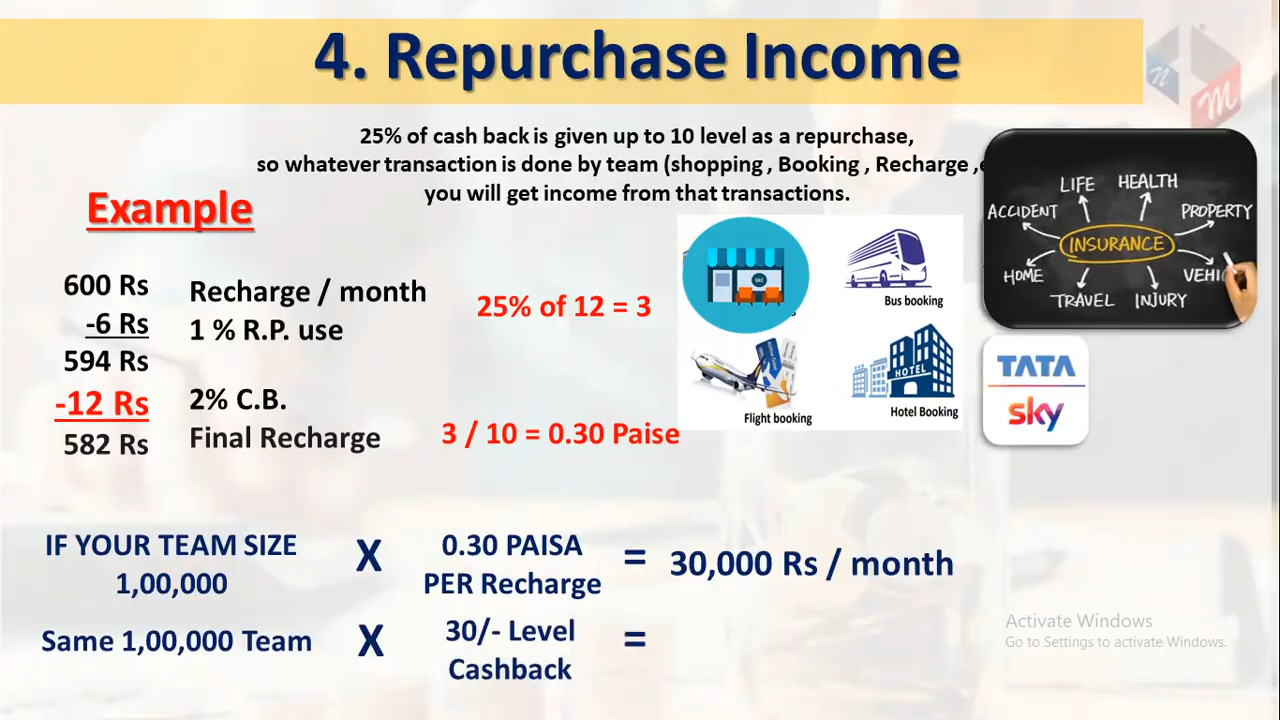 4. Repurchase Income
25% of cash back is given up to 10 level as a repurchase,
so whatever transaction is done by team (shopping , Booking , Recharge ,
you will get income from that transactions.
Example
600 Rs Recharge / month
-6 Rs 1 % R.P. use
594 Rs
-12 Rs 2% C.B.
582 Rs Final Recharge
25% of 12 = 3
3 / 10 = 0.30 Paise
Bus booking
Flight booking
Hotel Booking
LIFE HEALTH
ACCIDENT PROPERTY
INSURANCE
HOME VEHIC
TRAVEL INJURY
TATA
sky
n m
IF YOUR TEAM SIZE X 0.30 PAISA = 30,000 Rs / month
1,00,000 PER Recharge
Same 1,00,000 Team X 30/- Level =
Cashback
Activate Windows
Go to Settings to activate Windows.